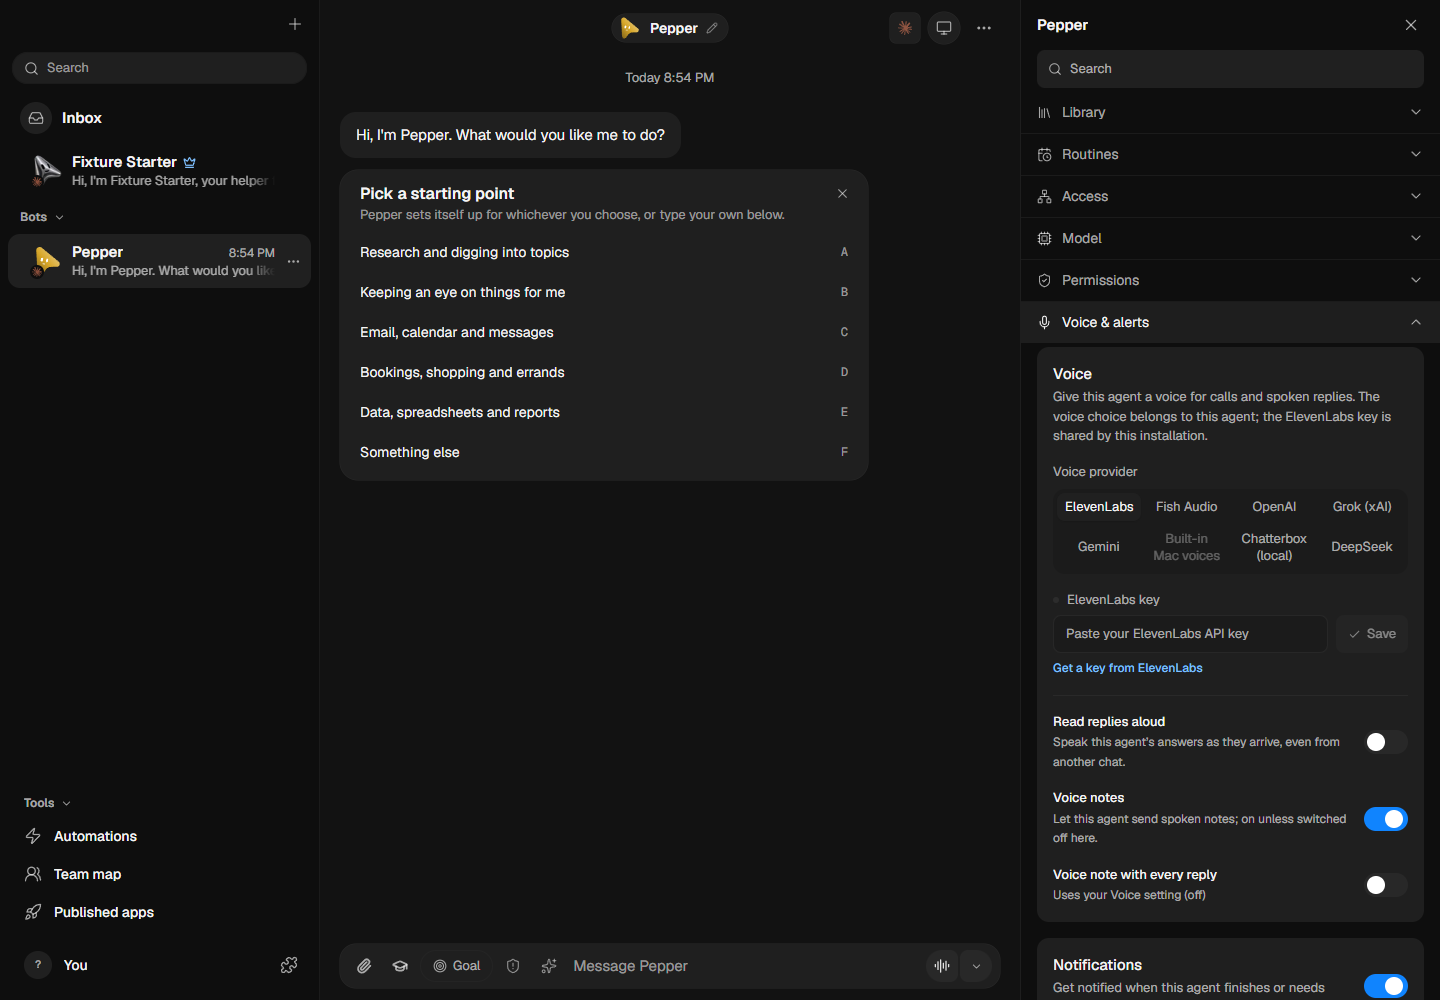 Search
Inbox
Fixture Starter
Hi, I'm Fixture Starter, your helper
Bots
Pepper
8:54 PM
Hi, I'm Pepper. What would you like
Tools
Automations
Team map
Published apps
?
You
Pepper
Today 8:54 PM
Hi, I'm Pepper. What would you like me to do?
Pick a starting point
Pepper sets itself up for whichever you choose, or type your own below.
Research and digging into topics A
Keeping an eye on things for me B
Email, calendar and messages C
Bookings, shopping and errands D
Data, spreadsheets and reports E
Something else F
Goal
Message Pepper
Pepper
Search
Library
Routines
Access
Model
Permissions
Voice & alerts
Voice
Give this agent a voice for calls and spoken replies. The
voice choice belongs to this agent; the ElevenLabs key is
shared by this installation.
Voice provider
ElevenLabs Fish Audio OpenAI Grok (xAI)
Gemini Built-in Mac voices Chatterbox (local) DeepSeek
ElevenLabs key
Paste your ElevenLabs API key
Save
Get a key from ElevenLabs
Read replies aloud
Speak this agent's answers as they arrive, even from
another chat.
Voice notes
Let this agent send spoken notes; on unless switched
off here.
Voice note with every reply
Uses your Voice setting (off)
Notifications
Get notified when this agent finishes or needs